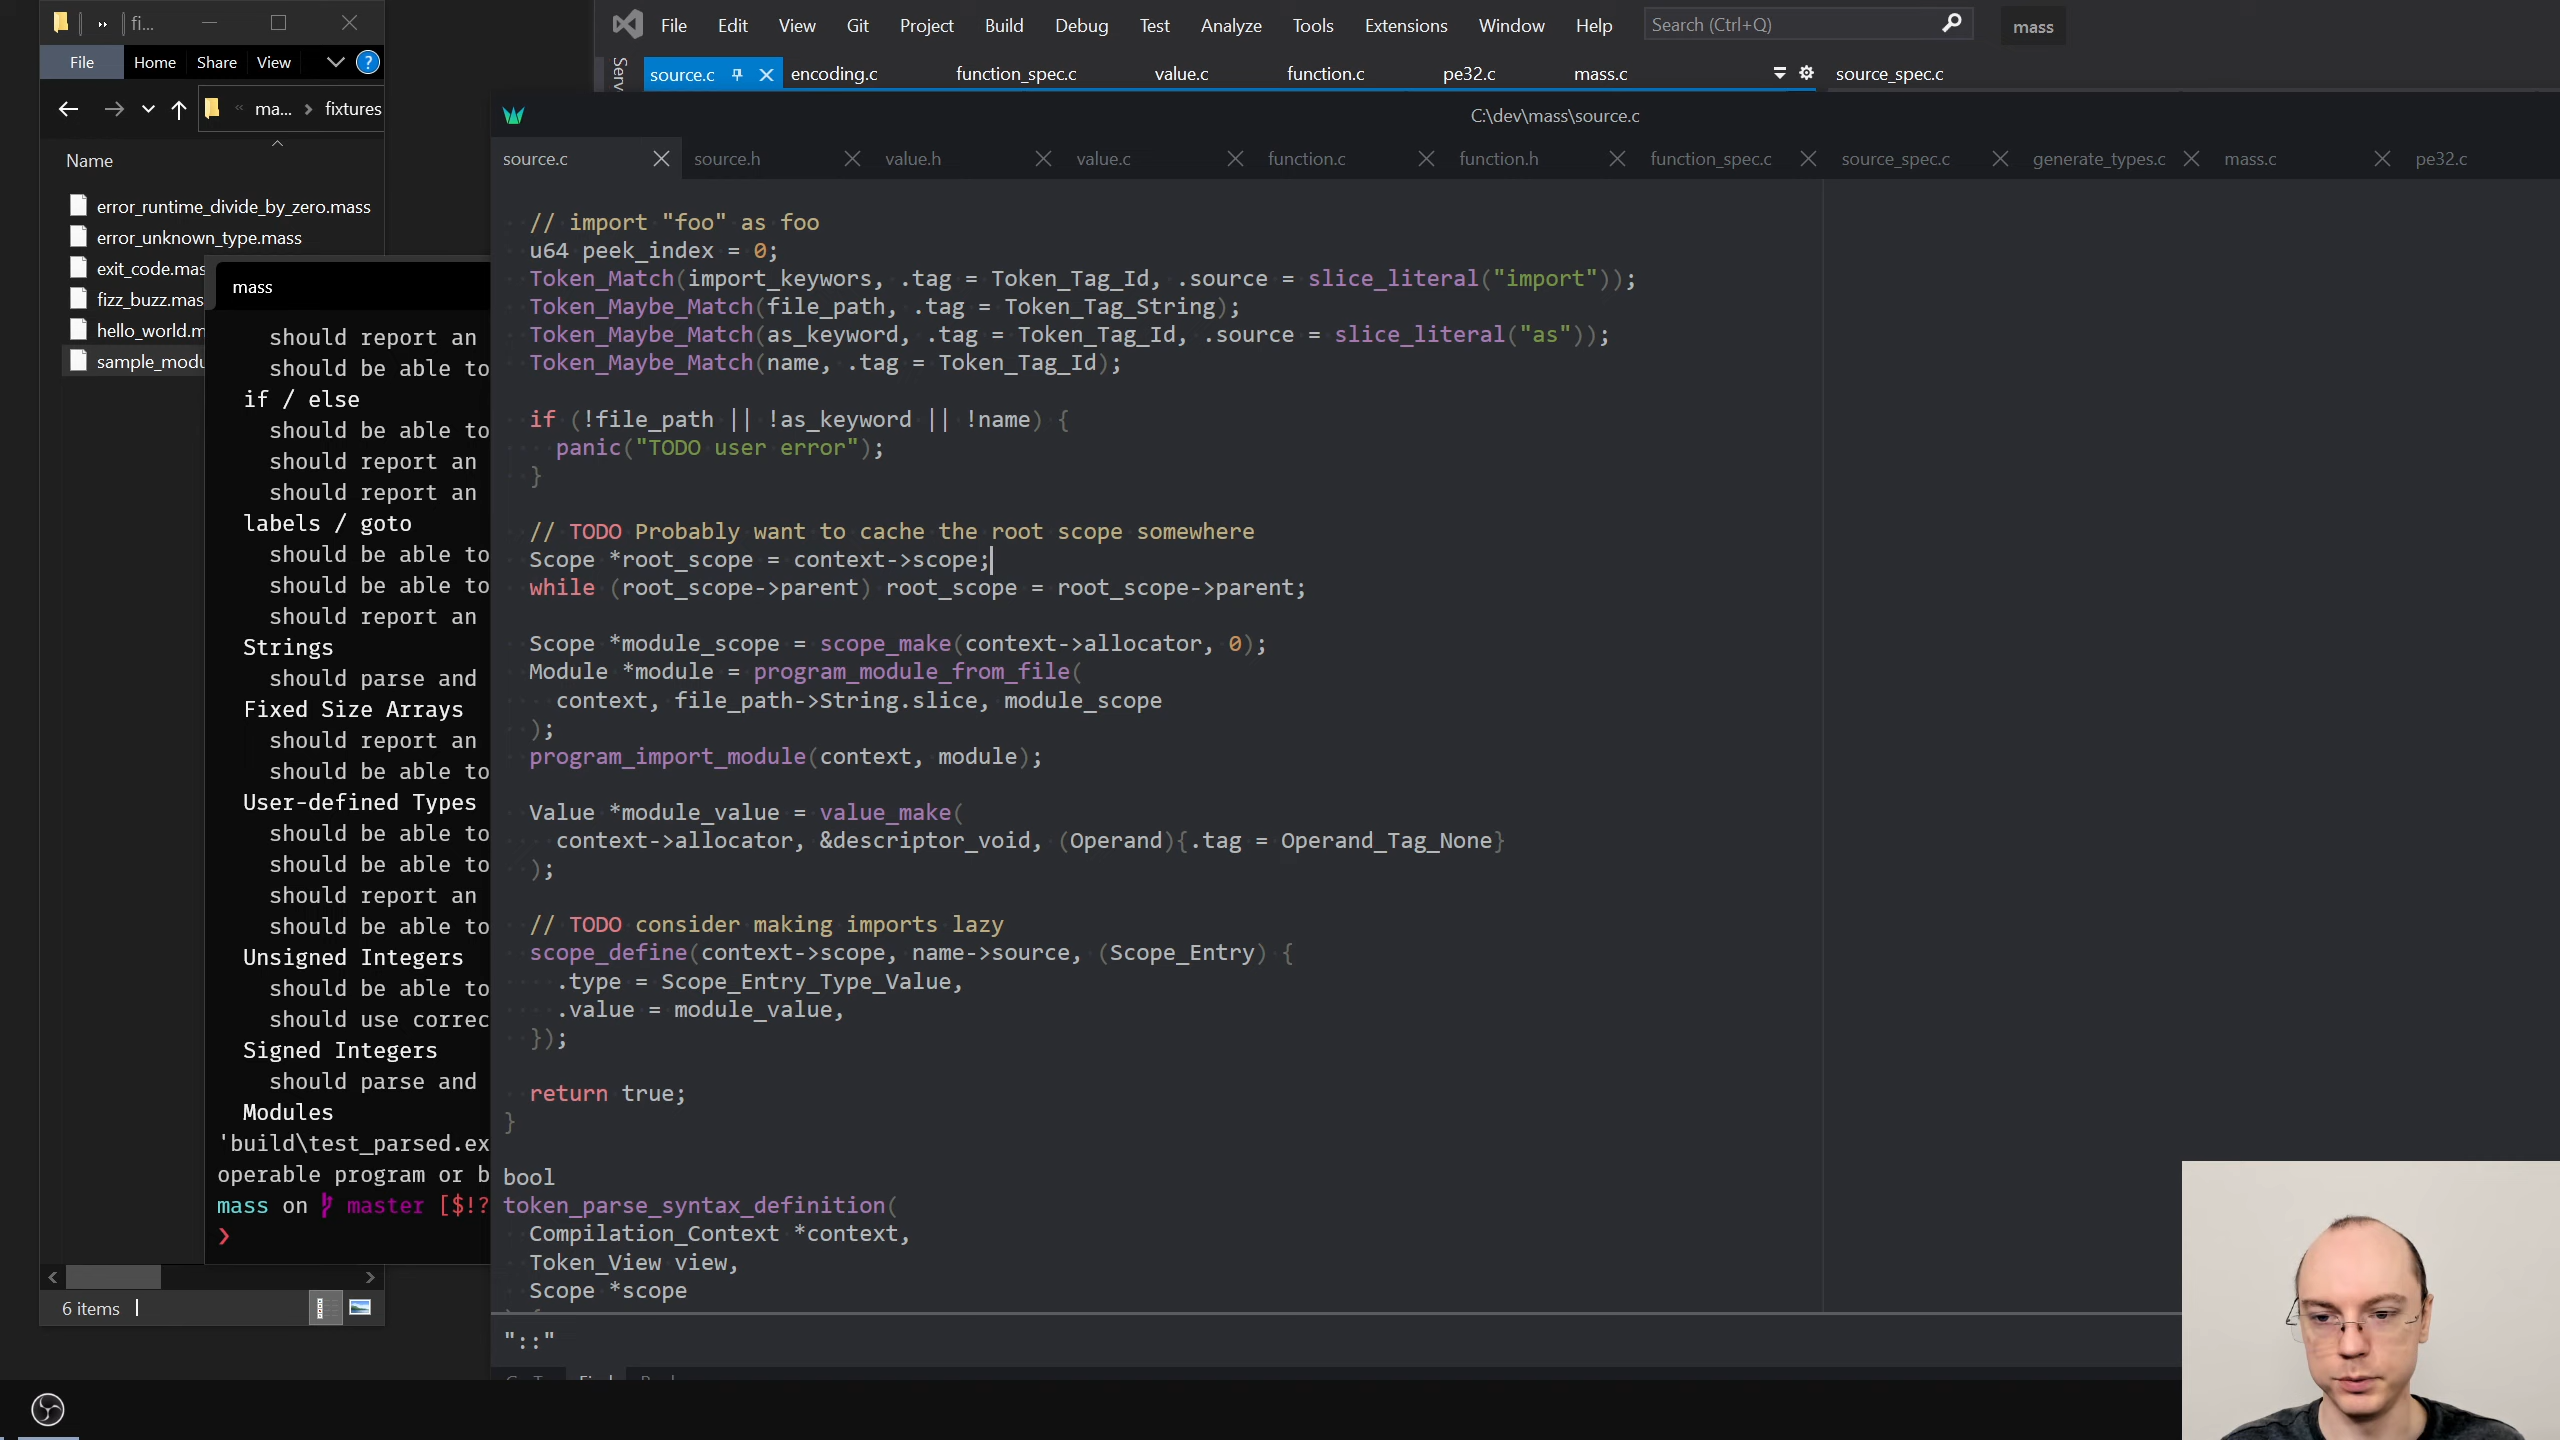 fi...
File Home Share View
ma... fixtures
Name
error_runtime_divide_by_zero.mass
error_unknown_type.mass
exit_code.mas
fizz_buzz.mas
hello_world.m
sample_modu
6 items
mass
should report an
should be able to
if / else
should be able to
should report an
should report an
labels / goto
should be able to
should be able to
should report an
Strings
should parse and
Fixed Size Arrays
should report an
should be able to
User-defined Types
should be able to
should be able to
should report an
should be able to
Unsigned Integers
should be able to
should use correc
Signed Integers
should parse and
Modules
'build\test_parsed.ex
operable program or b
mass on master [$!?
❯
File Edit View Git Project Build Debug Test Analyze Tools Extensions Window Help Search (Ctrl+Q) mass
Serv
source.c encoding.c function_spec.c value.c function.c pe32.c mass.c source_spec.c
C:\dev\mass\source.c
source.c source.h value.h value.c function.c function.h function_spec.c source_spec.c generate_types.c mass.c pe32.c
// import "foo" as foo
u64 peek_index = 0;
Token_Match(import_keywors, .tag = Token_Tag_Id, .source = slice_literal("import"));
Token_Maybe_Match(file_path, .tag = Token_Tag_String);
Token_Maybe_Match(as_keyword, .tag = Token_Tag_Id, .source = slice_literal("as"));
Token_Maybe_Match(name, .tag = Token_Tag_Id);
if (!file_path || !as_keyword || !name) {
panic("TODO user error");
}
// TODO Probably want to cache the root scope somewhere
Scope *root_scope = context->scope;
while (root_scope->parent) root_scope = root_scope->parent;
Scope *module_scope = scope_make(context->allocator, 0);
Module *module = program_module_from_file(
context, file_path->String.slice, module_scope
);
program_import_module(context, module);
Value *module_value = value_make(
context->allocator, &descriptor_void, (Operand){.tag = Operand_Tag_None}
);
// TODO consider making imports lazy
scope_define(context->scope, name->source, (Scope_Entry) {
.type = Scope_Entry_Type_Value,
.value = module_value,
});
return true;
}
bool
token_parse_syntax_definition(
Compilation_Context *context,
Token_View view,
Scope *scope
) {
"::"